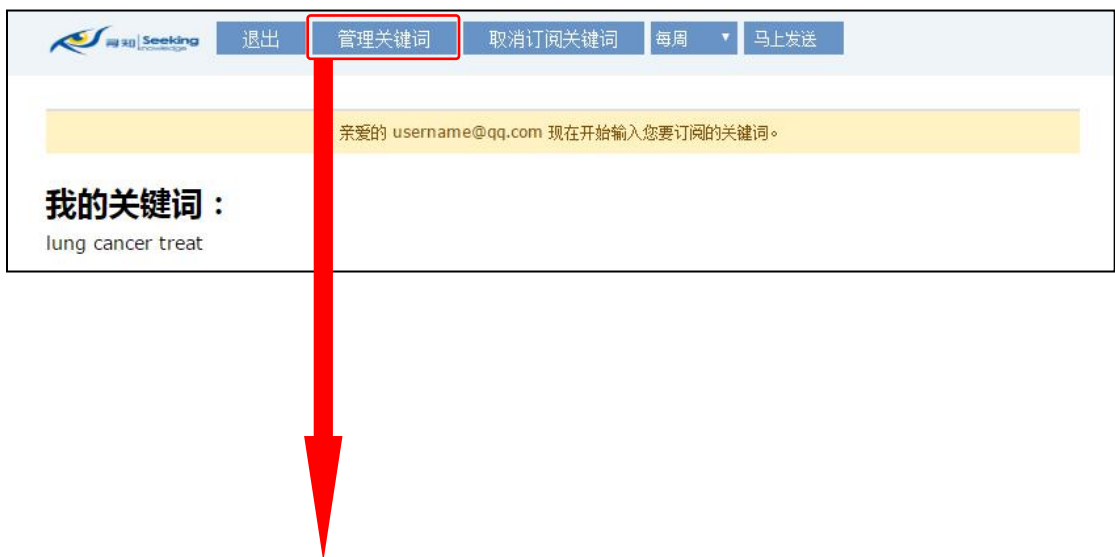 寻知 Seeking knowledge 退出 管理关键词 取消订阅关键词 每周 马上发送
亲爱的 username@qq.com 现在开始输入您要订阅的关键词。
我的关键词：
lung cancer treat